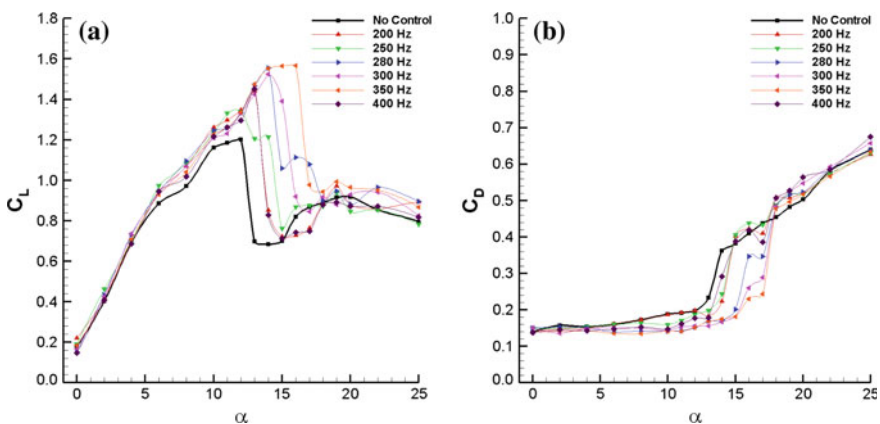 (a)
No Control
200 Hz
250 Hz
280 Hz
300 Hz
350 Hz
400 Hz
1.8
1.6
1.4
1.2
1.0
0.8
0.6
0.4
0.2
0.0
C_L
0 5 10 15 20 25
α
(b)
No Control
200 Hz
250 Hz
280 Hz
300 Hz
350 Hz
400 Hz
1.0
0.9
0.8
0.7
0.6
0.5
0.4
0.3
0.2
0.1
0.0
C_D
0 5 10 15 20 25
α